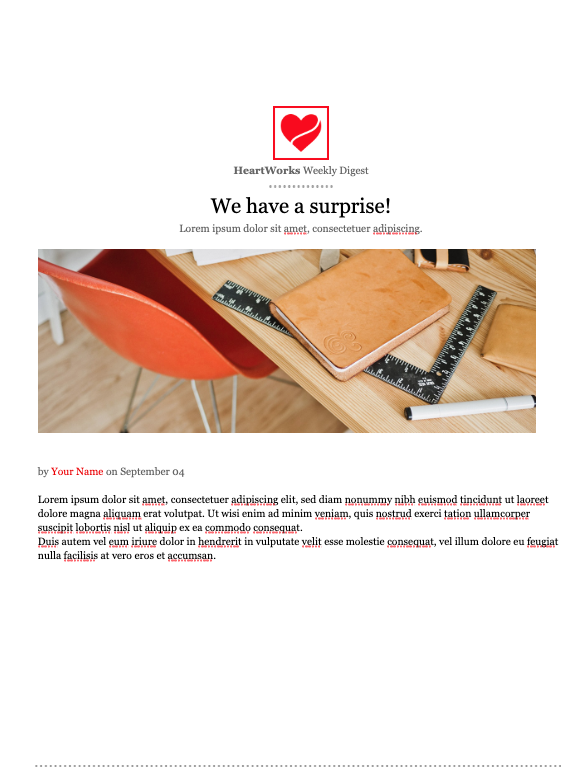 HeartWorks Weekly Digest
We have a surprise!
Lorem ipsum dolor sit amet, consectetuer adipiscing.
by Your Name on September 04
Lorem ipsum dolor sit amet, consectetuer adipiscing elit, sed diam nonummy nibh euismod tincidunt ut laoreet
dolore magna aliquam erat volutpat. Ut wisi enim ad minim veniam, quis nostrud exerci tation ullamcorper
suscipit lobortis nisl ut aliquip ex ea commodo consequat.
Duis autem vel eum iriure dolor in hendrerit in vulputate velit esse molestie consequat, vel illum dolore eu feugiat
nulla facilisis at vero eros et accumsan.